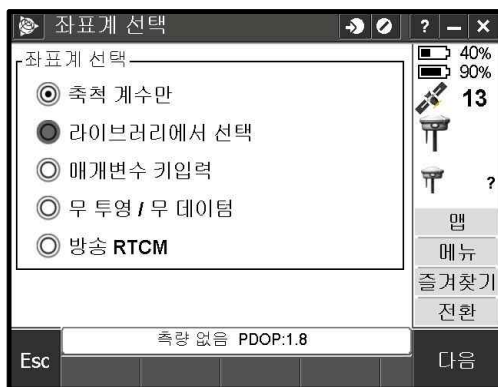 좌표계 선택
? – ×
좌표계 선택
축척 계수만
라이브러리에서 선택
매개변수 키입력
무 투영 / 무 데이텀
방송 RTCM
40%
90%
13
?
맵
메뉴
즐겨찾기
전환
측량 없음 PDOP:1.8
Esc
다음